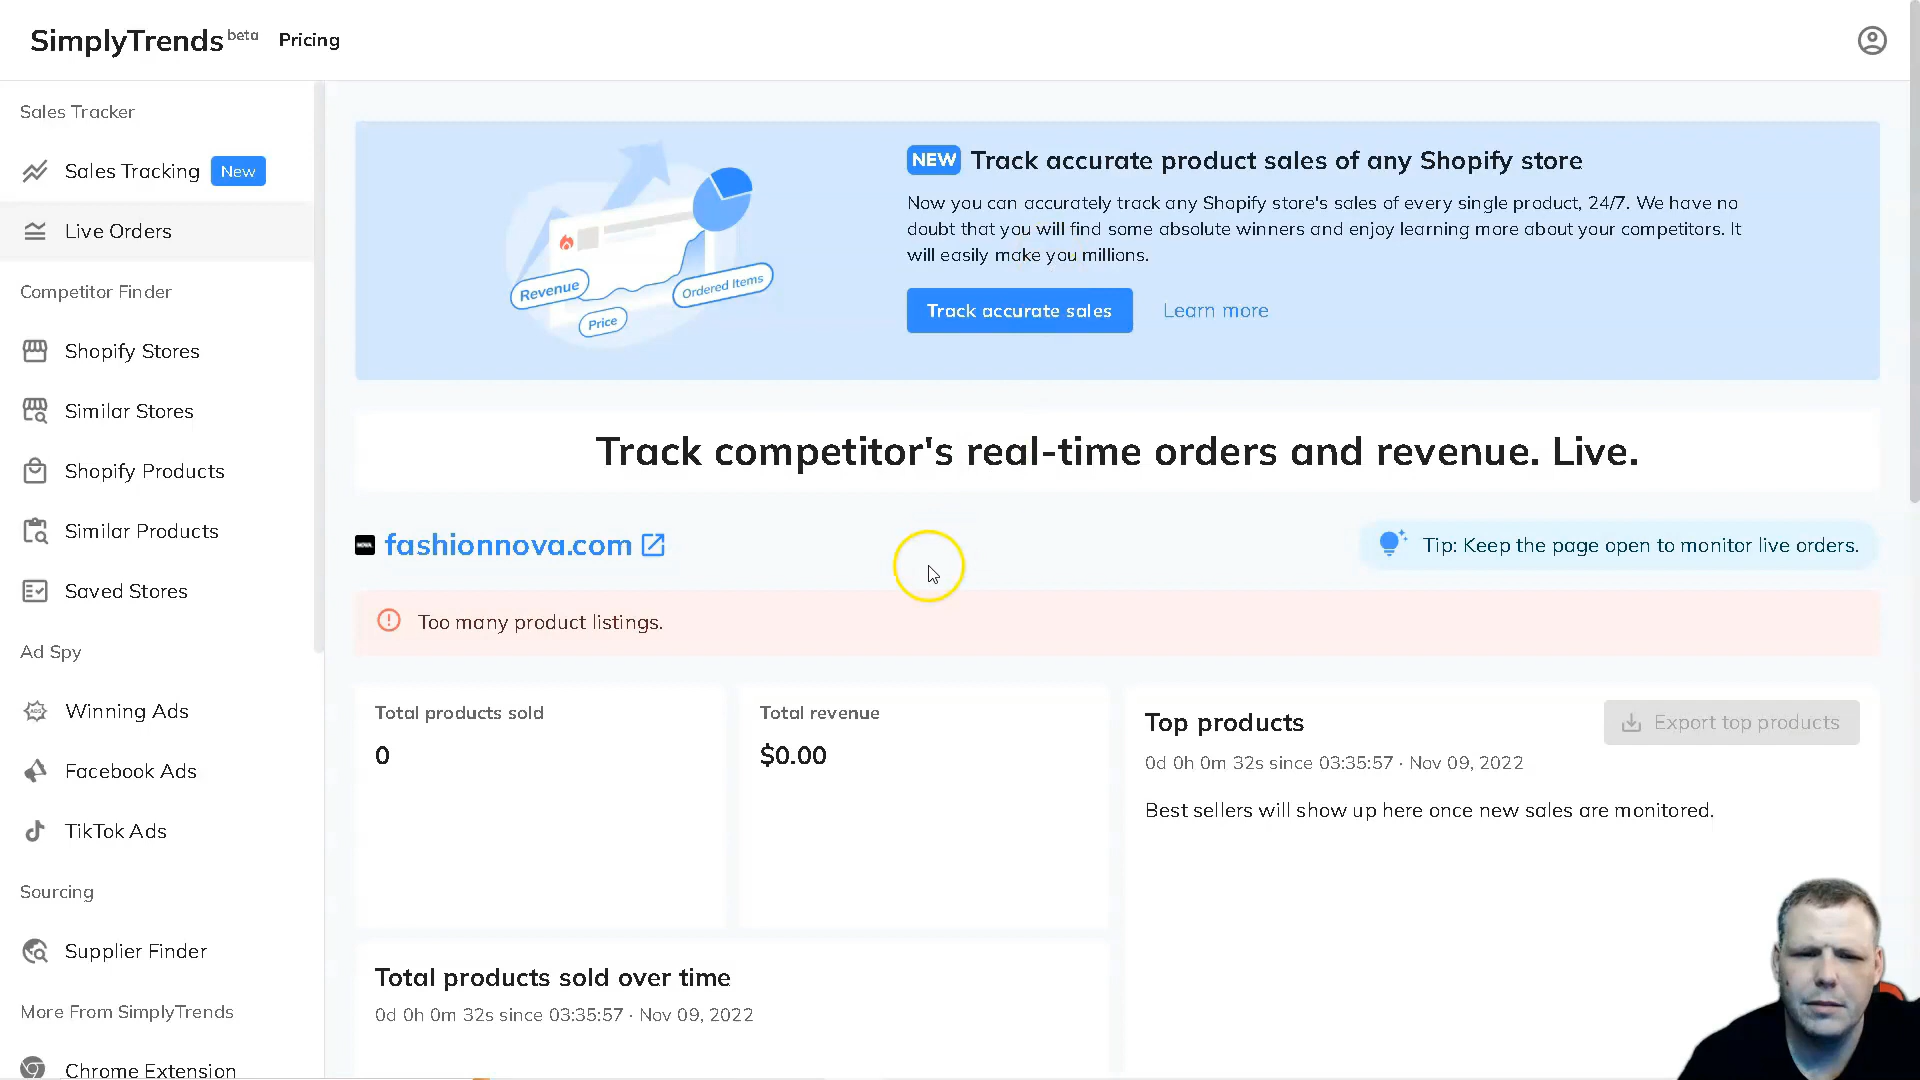 SimplyTrends beta
Pricing
Sales Tracker
Sales Tracking New
Live Orders
Competitor Finder
Shopify Stores
Similar Stores
Shopify Products
Similar Products
Saved Stores
Ad Spy
Winning Ads
Facebook Ads
TikTok Ads
Sourcing
Supplier Finder
More From SimplyTrends
Chrome Extension
Revenue
Price
Ordered Items
NEW Track accurate product sales of any Shopify store
Now you can accurately track any Shopify store's sales of every single product, 24/7. We have no
doubt that you will find some absolute winners and enjoy learning more about your competitors. It
will easily make you millions.
Track accurate sales
Learn more
Track competitor's real-time orders and revenue. Live.
fashionnova.com
Tip: Keep the page open to monitor live orders.
Too many product listings.
Total products sold
0
Total revenue
$0.00
Top products
Export top products
0d 0h 0m 32s since 03:35:57 · Nov 09, 2022
Best sellers will show up here once new sales are monitored.
Total products sold over time
0d 0h 0m 32s since 03:35:57 · Nov 09, 2022